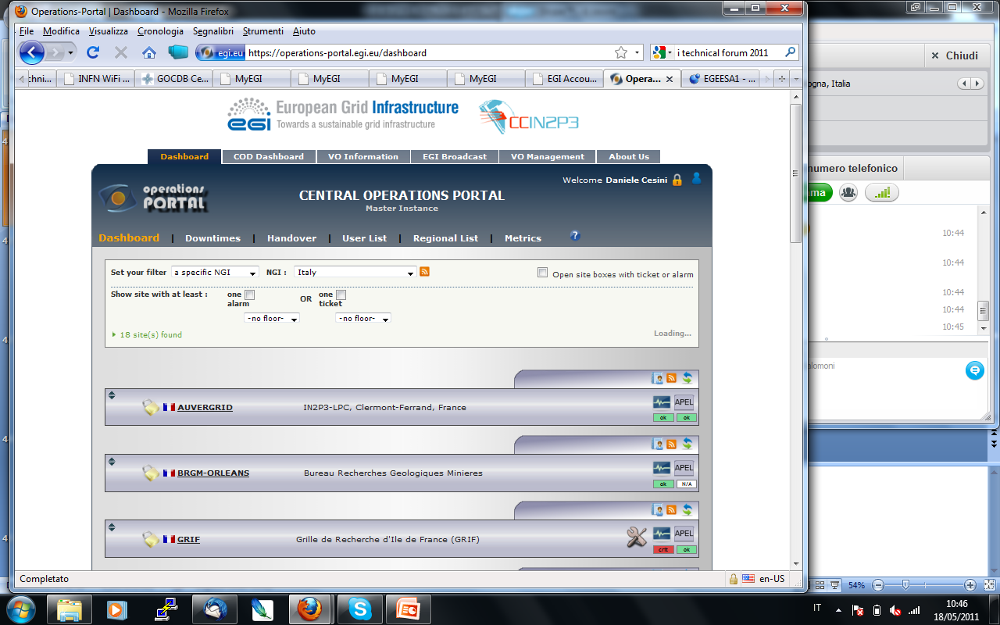 Operations-Portal | Dashboard - Mozilla Firefox
File Modifica Visualizza Cronologia Segnalibri Strumenti Aiuto
egi.eu https://operations-portal.egi.eu/dashboard
i technical forum 2011
:chni... INFN WiFi ... GOCDB Ce... MyEGI MyEGI MyEGI MyEGI EGI Accou... Opera... EGEESA1 - ...
Chiudi
ogna, Italia
numero telefonico
ma
10:44
10:44
10:44
10:44
10:45
alomoni
EGI European Grid Infrastructure
Towards a sustainable grid infrastructure
CCIN2P3
Dashboard COD Dashboard VO Information EGI Broadcast VO Management About Us
operations PORTAL
Welcome Daniele Cesini
CENTRAL OPERATIONS PORTAL
Master Instance
Dashboard | Downtimes | Handover | User List | Regional List | Metrics ?
Set your filter a specific NGI NGI : Italy Open site boxes with ticket or alarm
Show site with at least : one alarm OR one ticket
-no floor- -no floor-
18 site(s) found Loading...
AUVERGRID IN2P3-LPC, Clermont-Ferrand, France APEL
ok ok
BRGM-ORLEANS Bureau Recherches Geologiques Minieres APEL
ok N/A
GRIF Grille de Recherche d'Ile de France (GRIF) APEL
crit ok
Completato en-US
54%
IT 10:46
18/05/2011